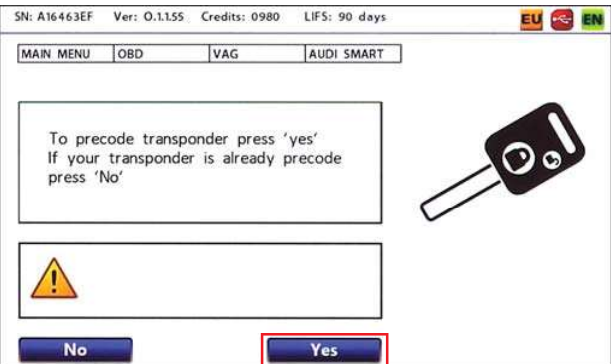 SN: A16463EF Ver: 0.1.1.55 Credits: 0980 LIFS: 90 days EU EN
MAIN MENU OBD VAG AUDI SMART
To precode transponder press ‘yes’
If your transponder is already precode
press ‘No’
No Yes